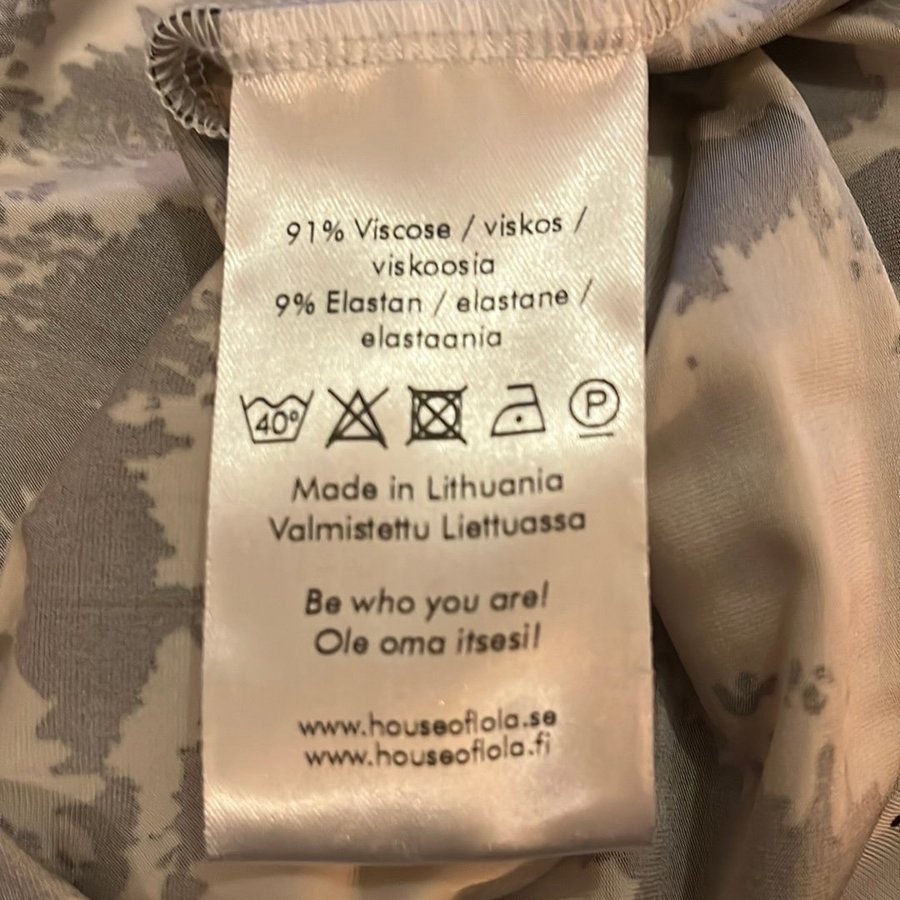 91% Viscose / viskos /
viskoosia
9% Elastan / elastane /
elastaania
40° P
Made in Lithuania
Valmistettu Liettuassa
Be who you are!
Ole oma itsesi!
www.houseoflola.se
www.houseoflola.fi